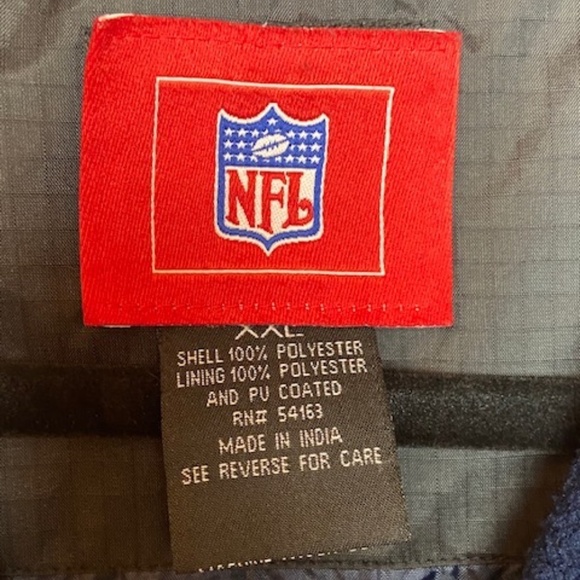 NFL
XXL
SHELL 100% POLYESTER
LINING 100% POLYESTER
AND PU COATED
RN# 54163
MADE IN INDIA
SEE REVERSE FOR CARE